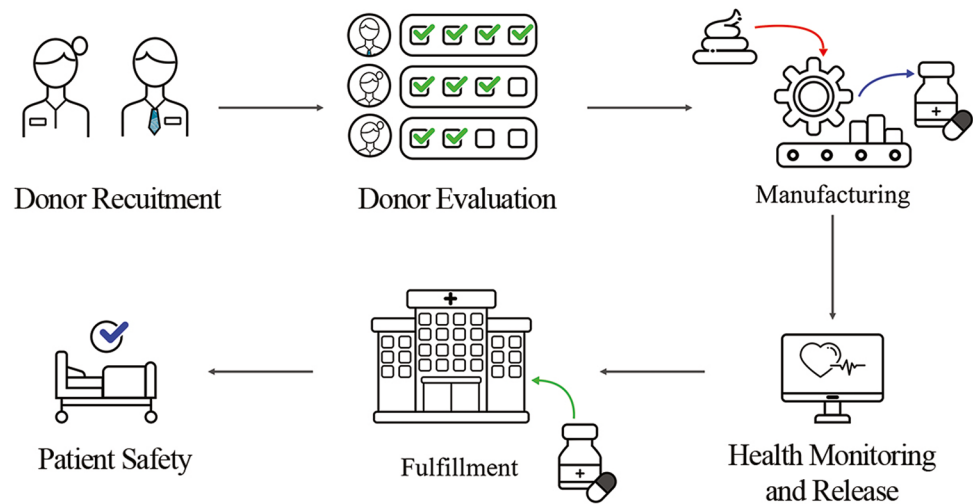 Donor Recuitment
Donor Evaluation
Manufacturing
Health Monitoring
and Release
Fulfillment
Patient Safety